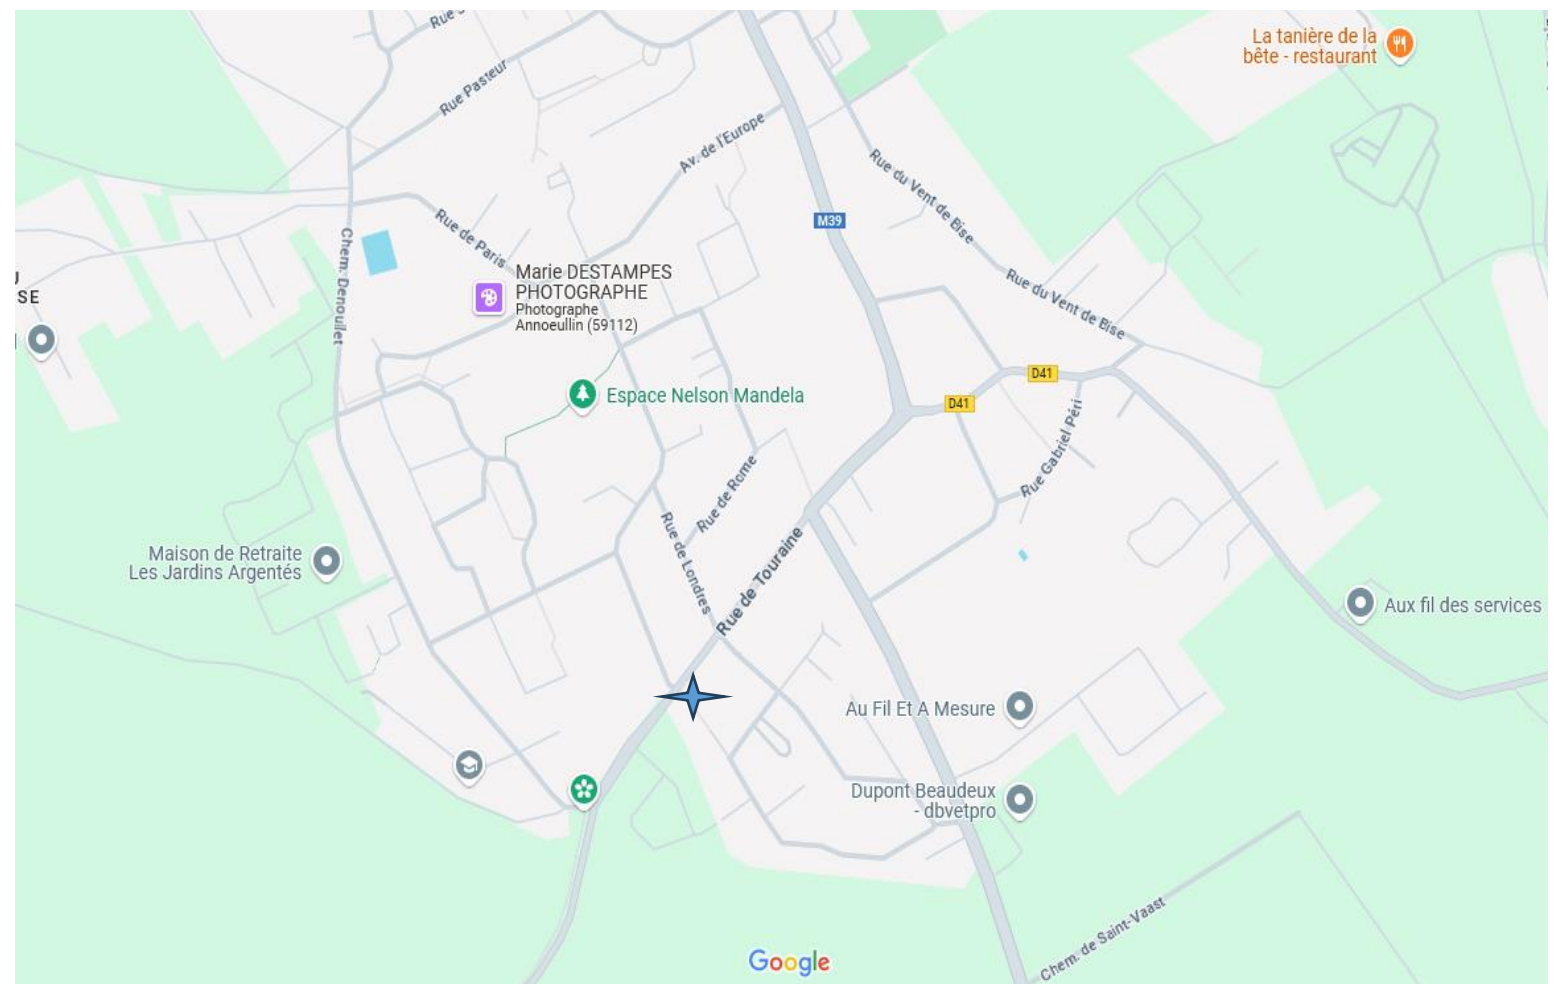 La tanière de la
bête - restaurant
Rue Pasteur
Av. de l'Europe
Rue du Vent de Bise
M39
Rue de Paris
Chem. Denouilet
Marie DESTAMPES
PHOTOGRAPHE
Photographe
Annoeullin (59112)
SE
Rue du Vent de Bise
D41
D41
Espace Nelson Mandela
Rue Gabriel Péri
Rue de Rome
Rue de Londres
Rue de Touraine
Maison de Retraite
Les Jardins Argentés
Aux fil des services
Au Fil Et A Mesure
Dupont Beaudeux
- dbvetpro
Chem. de Saint-Vaast
Google